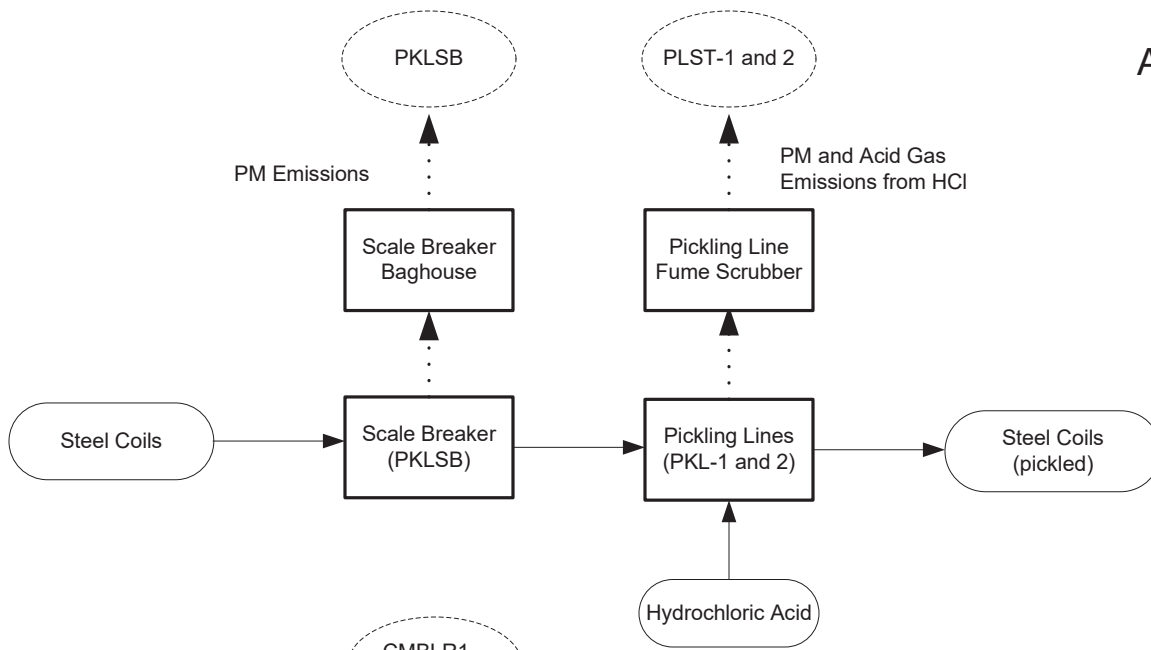 PKLSB
PLST-1 and 2
A
PM Emissions
PM and Acid Gas
Emissions from HCl
Scale Breaker
Baghouse
Pickling Line
Fume Scrubber
Steel Coils
Scale Breaker
(PKLSB)
Pickling Lines
(PKL-1 and 2)
Steel Coils
(pickled)
Hydrochloric Acid